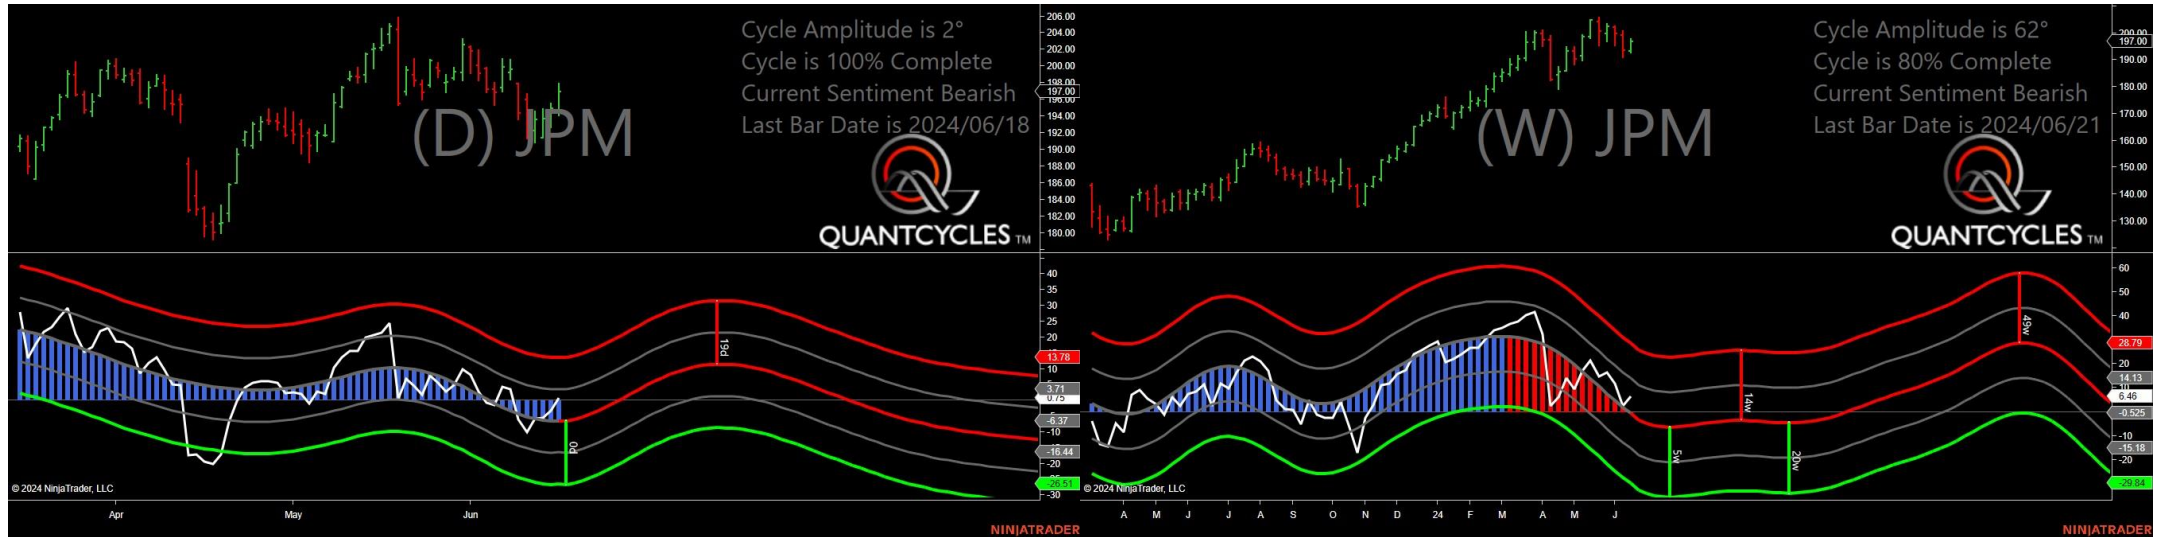 Cycle Amplitude is 2°
Cycle is 100% Complete
Current Sentiment Bearish
Last Bar Date is 2024/06/18
(D) JPM
QUANTCYCLES TM
206.00
204.00
202.00
200.00
198.00
197.00
196.00
194.00
192.00
190.00
188.00
186.00
184.00
182.00
180.00
40
35
30
25
20
13.78
10
3.71
0.75
-6.37
-10
-16.44
-20
-26.51
-30
19d
0d
© 2024 NinjaTrader, LLC
Apr
May
Jun
NINJATRADER
Cycle Amplitude is 62°
Cycle is 80% Complete
Current Sentiment Bearish
Last Bar Date is 2024/06/21
(W) JPM
QUANTCYCLES TM
200.00
197.00
190.00
180.00
170.00
160.00
150.00
140.00
130.00
60
50
40
28.79
20
14.13
10
6.46
-0.525
-10
-15.18
-20
-29.84
49w
14w
5w
20w
© 2024 NinjaTrader, LLC
A M J J A S O N D 24 F M A M J
NINJATRADER